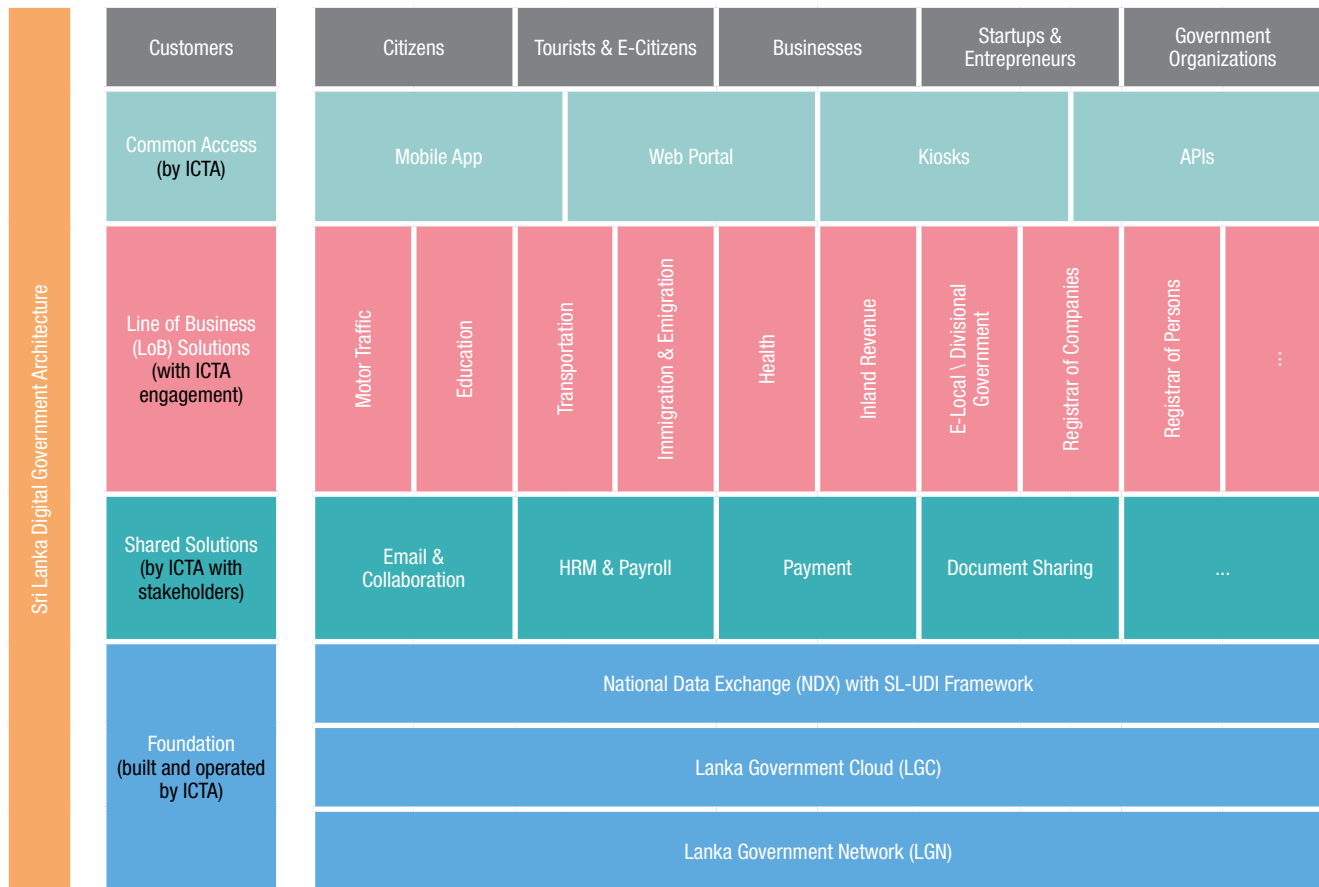 Sri Lanka Digital Government Architecture
Customers
Citizens
Tourists & E-Citizens
Businesses
Startups &
Entrepreneurs
Government
Organizations
Common Access
(by ICTA)
Mobile App
Web Portal
Kiosks
APIs
Line of Business
(LoB) Solutions
(with ICTA
engagement)
Motor Traffic
Education
Transportation
Immigration & Emigration
Health
Inland Revenue
E-Local \ Divisional
Government
Registrar of Companies
Registrar of Persons
...
Shared Solutions
(by ICTA with
stakeholders)
Email &
Collaboration
HRM & Payroll
Payment
Document Sharing
...
Foundation
(built and operated
by ICTA)
National Data Exchange (NDX) with SL-UDI Framework
Lanka Government Cloud (LGC)
Lanka Government Network (LGN)